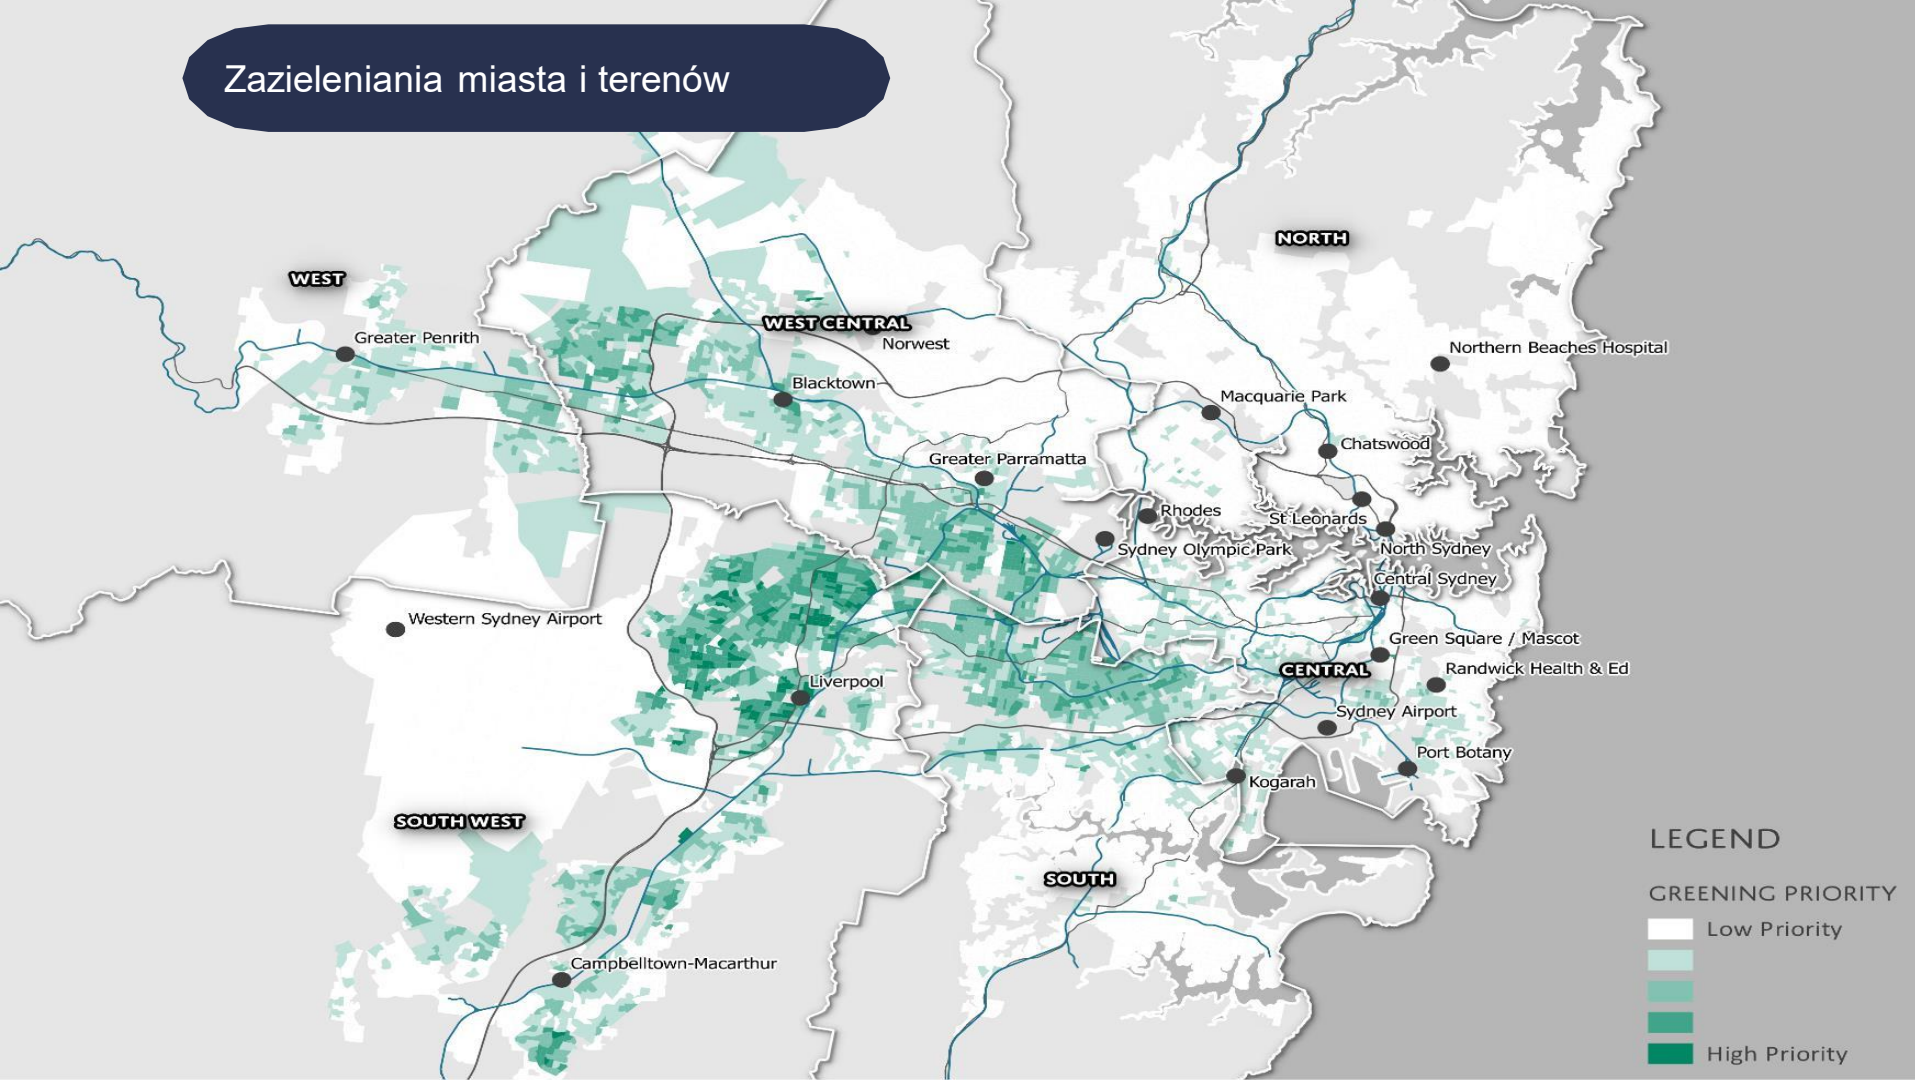 Zazieleniania miasta i terenów
NORTH
WEST
WEST CENTRAL
Greater Penrith
Norwest
Northern Beaches Hospital
Blacktown
Macquarie Park
Chatswood
Greater Parramatta
Rhodes
St Leonards
Sydney Olympic Park
North Sydney
Central Sydney
Western Sydney Airport
Green Square / Mascot
CENTRAL
Randwick Health & Ed
Liverpool
Sydney Airport
Port Botany
Kogarah
SOUTH WEST
SOUTH
Campbelltown-Macarthur
LEGEND
GREENING PRIORITY
Low Priority
High Priority